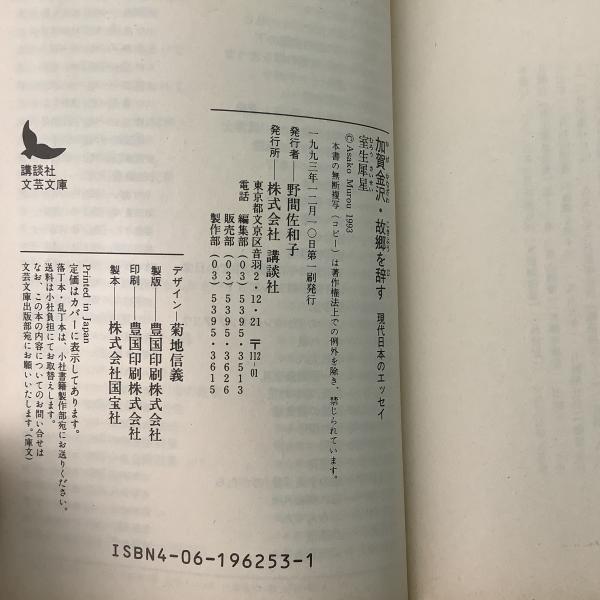 加賀金沢・故郷を辞す 現代日本のエッセイ
室生犀星
むろうさいせい
© Asako Murou 1993
本書の無断複写(コピー)は著作権法上での例外を除き、禁じられています。
一九九三年一二月一〇日第一刷発行
発行者―野間佐和子
発行所―株式会社 講談社
東京都文京区音羽2・12・21 〒112-01
電話 編集部 (03) 5395・3513
販売部 (03) 5395・3626
製作部 (03) 5395・3615
デザイン―菊地信義
製版―豊国印刷株式会社
印刷―豊国印刷株式会社
製本―株式会社国宝社
Printed in Japan
定価はカバーに表示してあります。
落丁本・乱丁本は、小社書籍製作部宛にお送りください。
送料は小社負担にてお取替えします。
なお、この本の内容についてのお問い合せは
文芸文庫出版部宛にお願いいたします。(庫文)
講談社
文芸文庫
ISBN4-06-196253-1